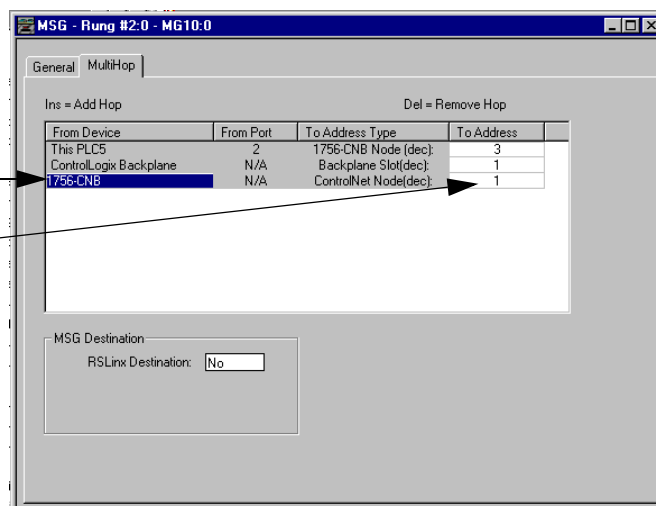 MSG - Rung #2:0 - MG10:0
General MultiHop
Ins = Add Hop Del = Remove Hop
From Device From Port To Address Type To Address
This PLC5 2 1756-CNB Node (dec): 3
ControlLogix Backplane N/A Backplane Slot(dec): 1
1756-CNB N/A ControlNet Node(dec): 1
MSG Destination
RSLinx Destination: No